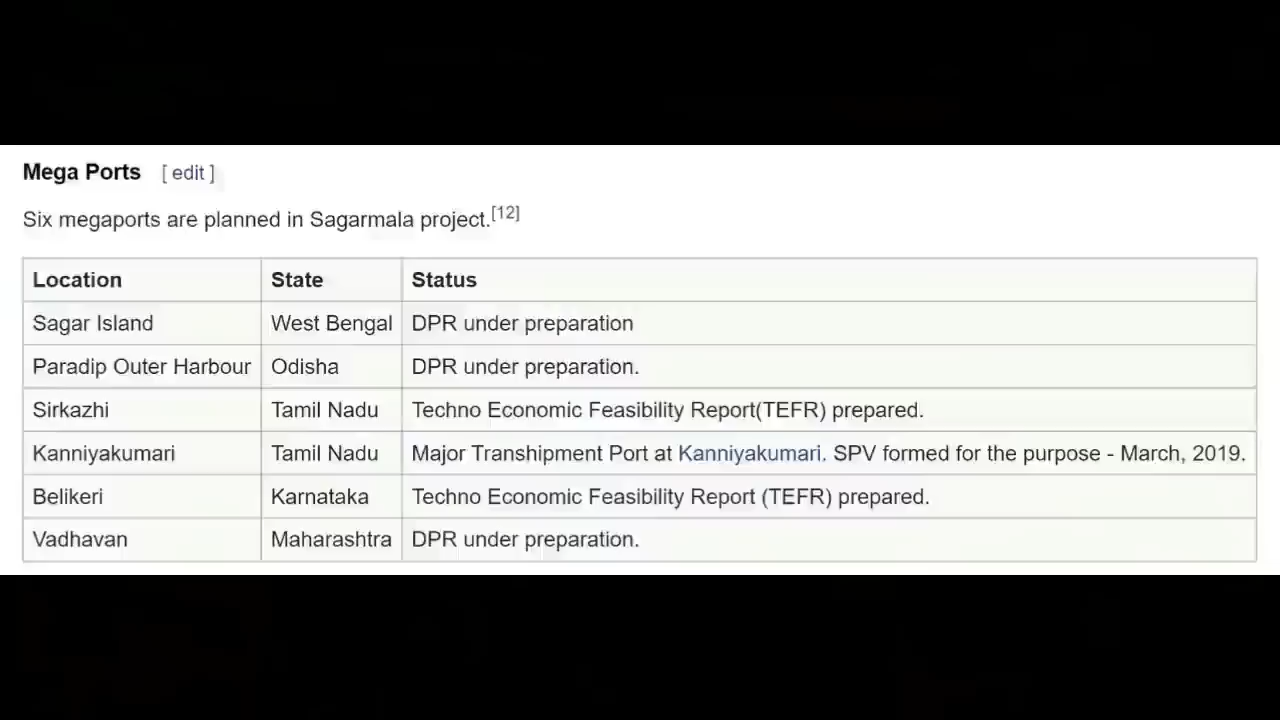 Mega Ports [ edit ]
Six megaports are planned in Sagarmala project.[12]
Location State Status
Sagar Island West Bengal DPR under preparation
Paradip Outer Harbour Odisha DPR under preparation.
Sirkazhi Tamil Nadu Techno Economic Feasibility Report(TEFR) prepared.
Kanniyakumari Tamil Nadu Major Transhipment Port at Kanniyakumari. SPV formed for the purpose - March, 2019.
Belikeri Karnataka Techno Economic Feasibility Report (TEFR) prepared.
Vadhavan Maharashtra DPR under preparation.